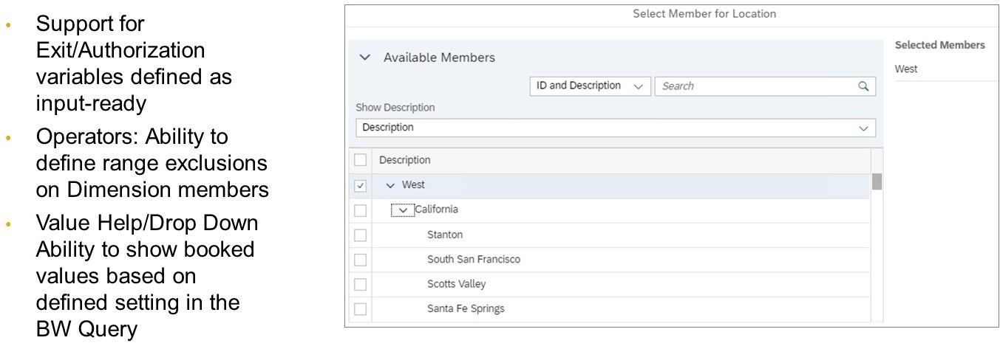 • Support for
Exit/Authorization
variables defined as
input-ready
• Operators: Ability to
define range exclusions
on Dimension members
• Value Help/Drop Down
Ability to show booked
values based on
defined setting in the
BW Query
Select Member for Location
Available Members
ID and Description
Search
Show Description
Description
Description
West
California
Stanton
South San Francisco
Scotts Valley
Santa Fe Springs
Selected Members
West